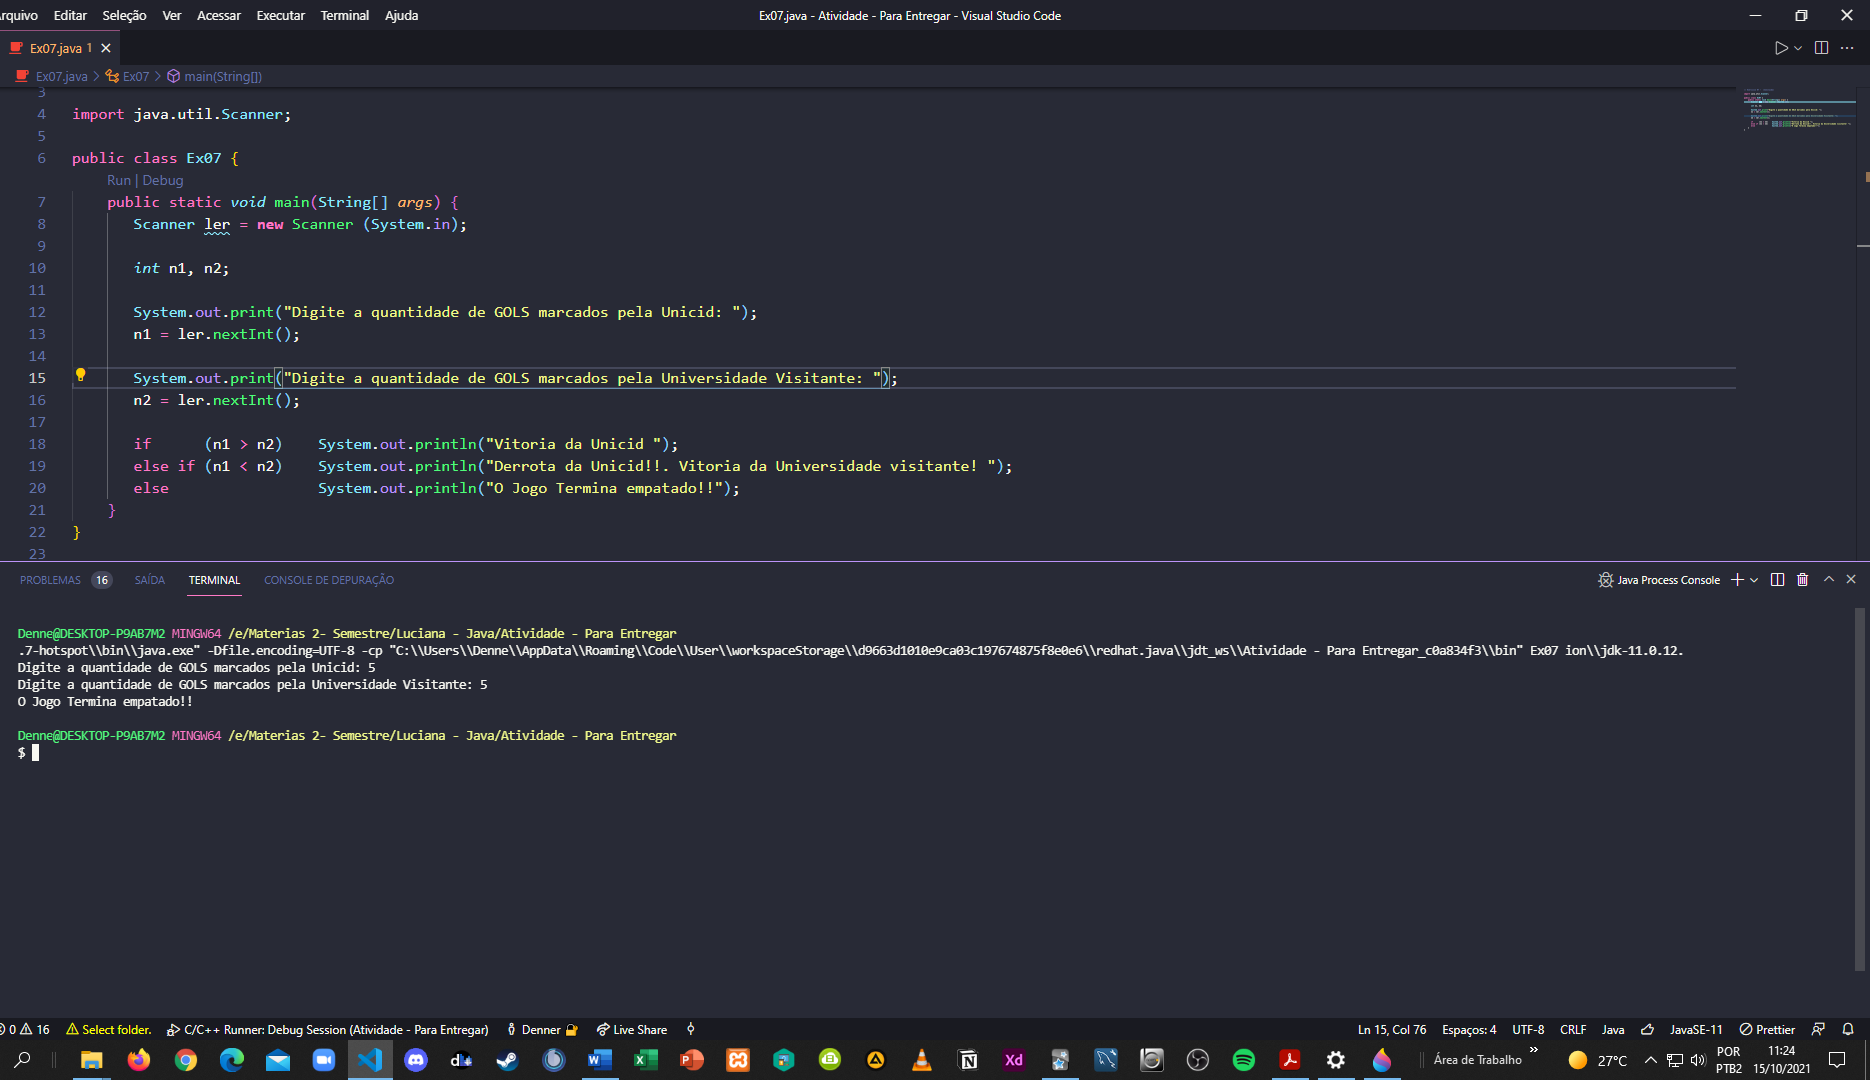 rquivo Editar Seleção Ver Acessar Executar Terminal Ajuda Ex07.java - Atividade - Para Entregar - Visual Studio Code
Ex07.java 1
Ex07.java > Ex07 > main(String[])
3
4 import java.util.Scanner;
5
6 public class Ex07 {
Run | Debug
7 public static void main(String[] args) {
8 Scanner ler = new Scanner (System.in);
9
10 int n1, n2;
11
12 System.out.print("Digite a quantidade de GOLS marcados pela Unicid: ");
13 n1 = ler.nextInt();
14
15 System.out.print("Digite a quantidade de GOLS marcados pela Universidade Visitante: ");
16 n2 = ler.nextInt();
17
18 if (n1 > n2) System.out.println("Vitoria da Unicid ");
19 else if (n1 < n2) System.out.println("Derrota da Unicid!!. Vitoria da Universidade visitante! ");
20 else System.out.println("O Jogo Termina empatado!!");
21 }
22 }
23
PROBLEMAS 16 SAÍDA TERMINAL CONSOLE DE DEPURAÇÃO Java Process Console
Denne@DESKTOP-P9AB7M2 MINGW64 /e/Materias 2- Semestre/Luciana - Java/Atividade - Para Entregar
.7-hotspot\\bin\\java.exe" -Dfile.encoding=UTF-8 -cp "C:\\Users\\Denne\\AppData\\Roaming\\Code\\User\\workspaceStorage\\d9663d1010e9ca03c197674875f8e0e6\\redhat.java\\jdt_ws\\Atividade - Para Entregar_c0a834f3\\bin" Ex07 ion\\jdk-11.0.12.
Digite a quantidade de GOLS marcados pela Unicid: 5
Digite a quantidade de GOLS marcados pela Universidade Visitante: 5
O Jogo Termina empatado!!
Denne@DESKTOP-P9AB7M2 MINGW64 /e/Materias 2- Semestre/Luciana - Java/Atividade - Para Entregar
$
0 16 Select folder. C/C++ Runner: Debug Session (Atividade - Para Entregar) Denner Live Share Ln 15, Col 76 Espaços: 4 UTF-8 CRLF Java JavaSE-11 Prettier
Área de Trabalho 27°C POR 11:24
PTB2 15/10/2021